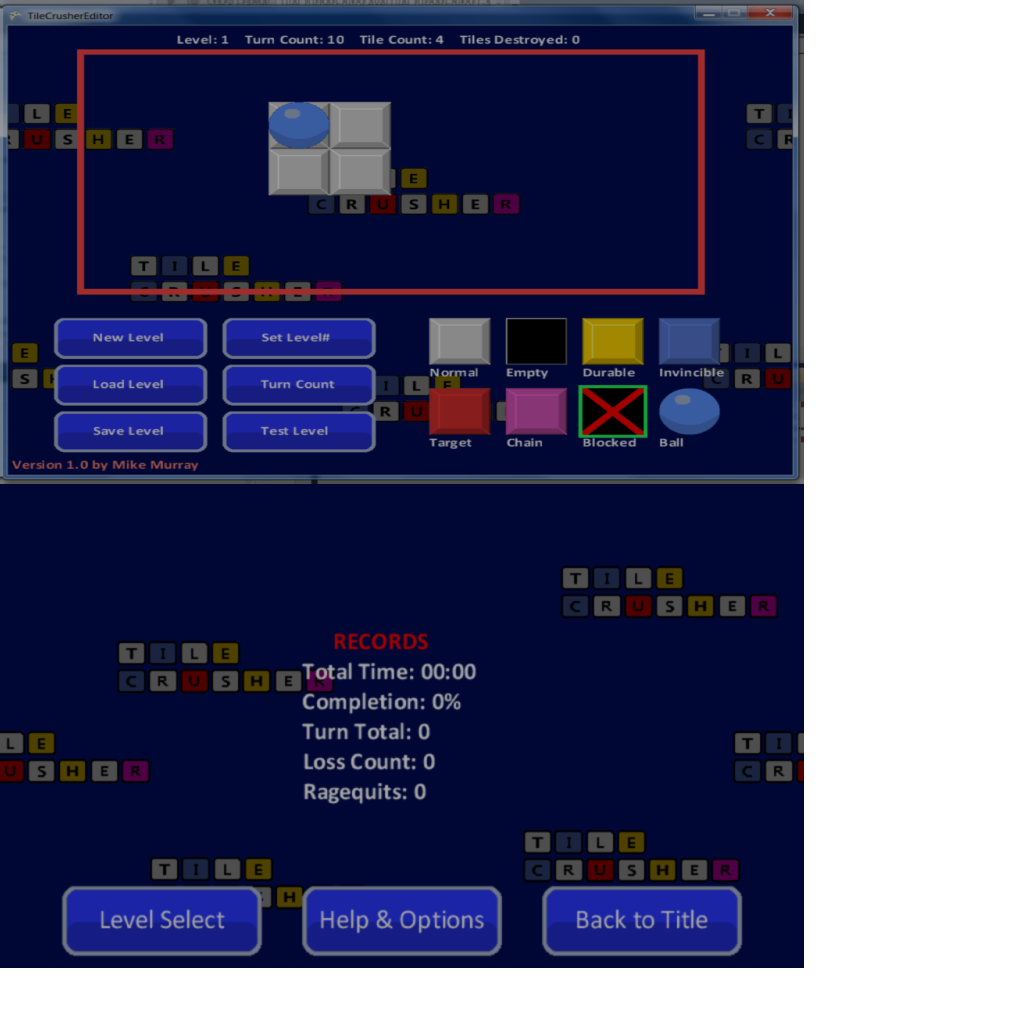 TileCrusherEditor
Level: 1 Turn Count: 10 Tile Count: 4 Tiles Destroyed: 0
L E
U S H E R
T I
C R
E
C R U S H E R
T I L E
C R U S H E R
New Level Set Level#
Load Level Turn Count
Save Level Test Level
Normal Empty Durable Invincible
Target Chain Blocked Ball
E
S H
I L E
C R U
I L
C R U
Version 1.0 by Mike Murray
T I L E
C R U S H E R
T I L E
C R U S H E R
RECORDS
Total Time: 00:00
Completion: 0%
Turn Total: 0
Loss Count: 0
Ragequits: 0
L E
U S H E R
T I
C R
T I L E
C R U S H E R
T I L E
H
Level Select Help & Options Back to Title